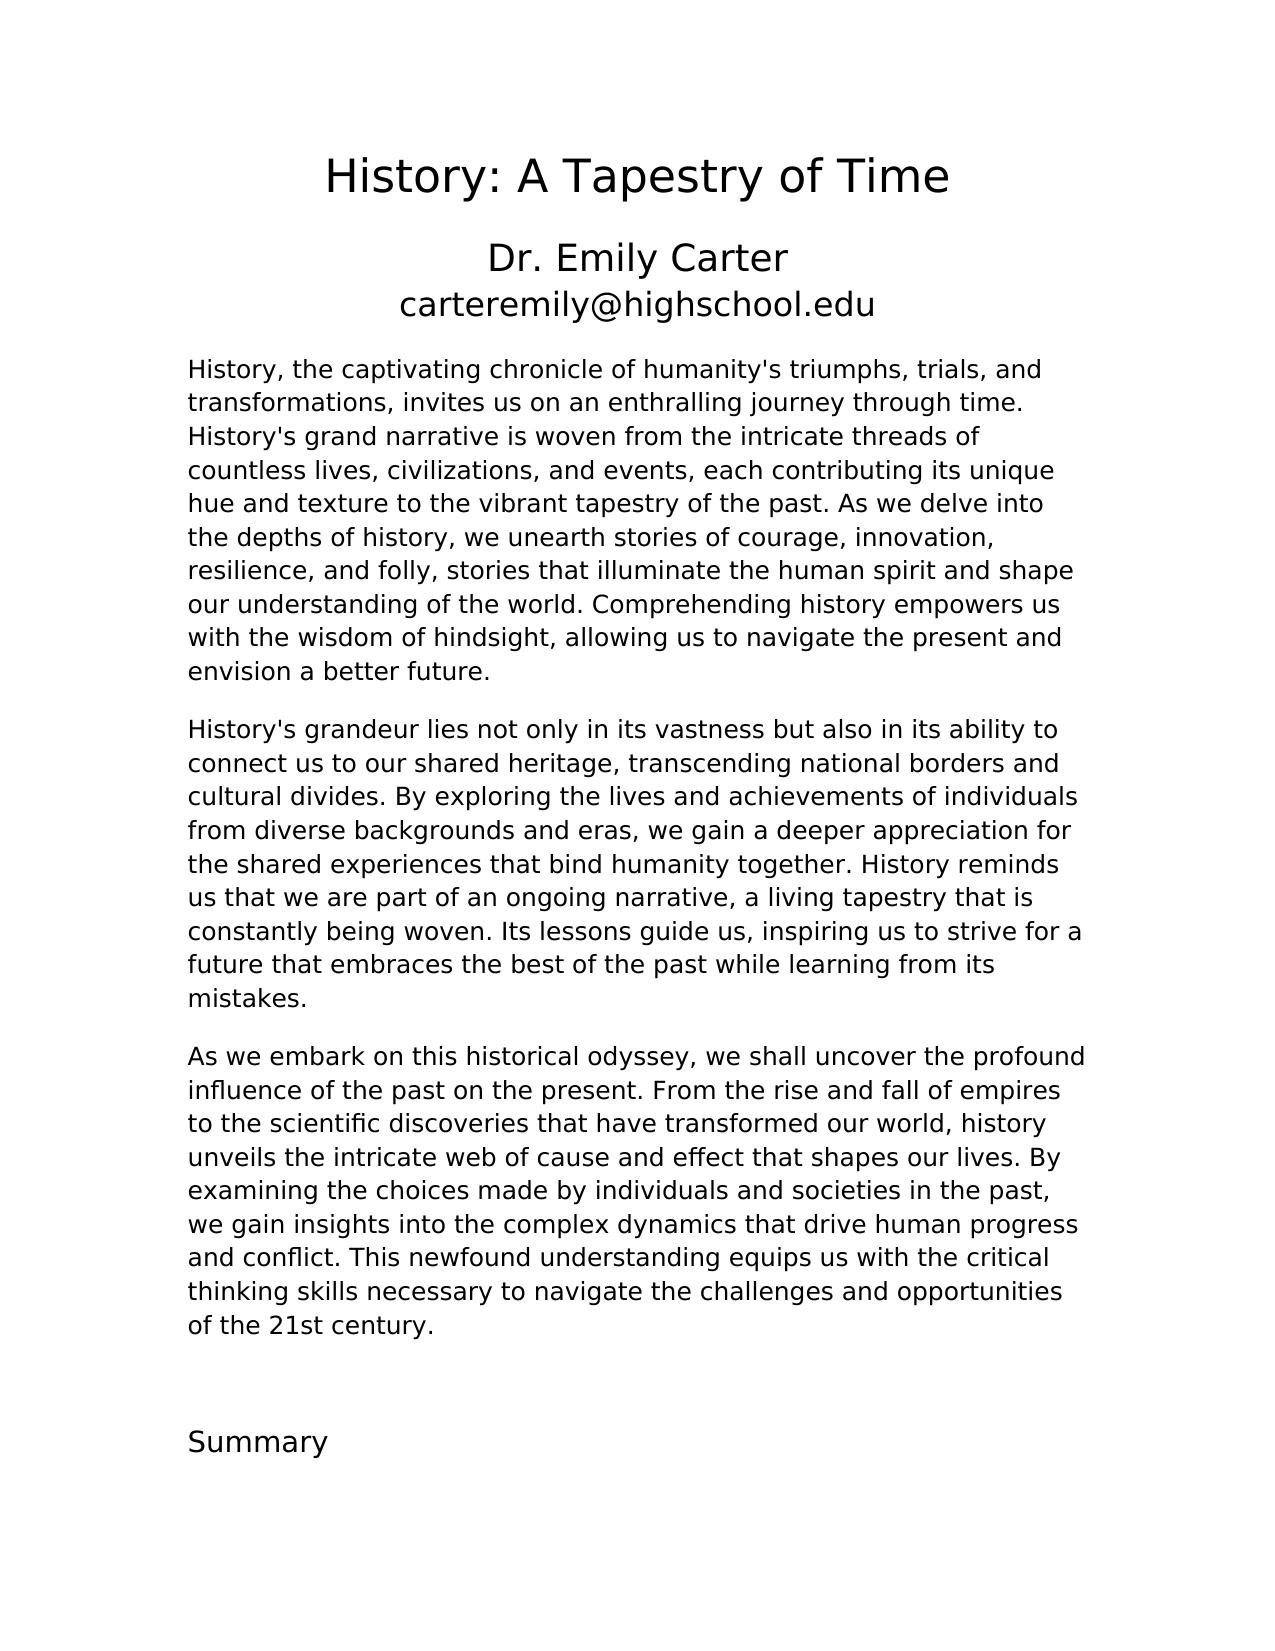 History: A Tapestry of Time
Dr. Emily Carter
carteremily@highschool.edu
History, the captivating chronicle of humanity's triumphs, trials, and
transformations, invites us on an enthralling journey through time.
History's grand narrative is woven from the intricate threads of
countless lives, civilizations, and events, each contributing its unique
hue and texture to the vibrant tapestry of the past. As we delve into
the depths of history, we unearth stories of courage, innovation,
resilience, and folly, stories that illuminate the human spirit and shape
our understanding of the world. Comprehending history empowers us
with the wisdom of hindsight, allowing us to navigate the present and
envision a better future.
History's grandeur lies not only in its vastness but also in its ability to
connect us to our shared heritage, transcending national borders and
cultural divides. By exploring the lives and achievements of individuals
from diverse backgrounds and eras, we gain a deeper appreciation for
the shared experiences that bind humanity together. History reminds
us that we are part of an ongoing narrative, a living tapestry that is
constantly being woven. Its lessons guide us, inspiring us to strive for a
future that embraces the best of the past while learning from its
mistakes.
As we embark on this historical odyssey, we shall uncover the profound
influence of the past on the present. From the rise and fall of empires
to the scientific discoveries that have transformed our world, history
unveils the intricate web of cause and effect that shapes our lives. By
examining the choices made by individuals and societies in the past,
we gain insights into the complex dynamics that drive human progress
and conflict. This newfound understanding equips us with the critical
thinking skills necessary to navigate the challenges and opportunities
of the 21st century.
Summary